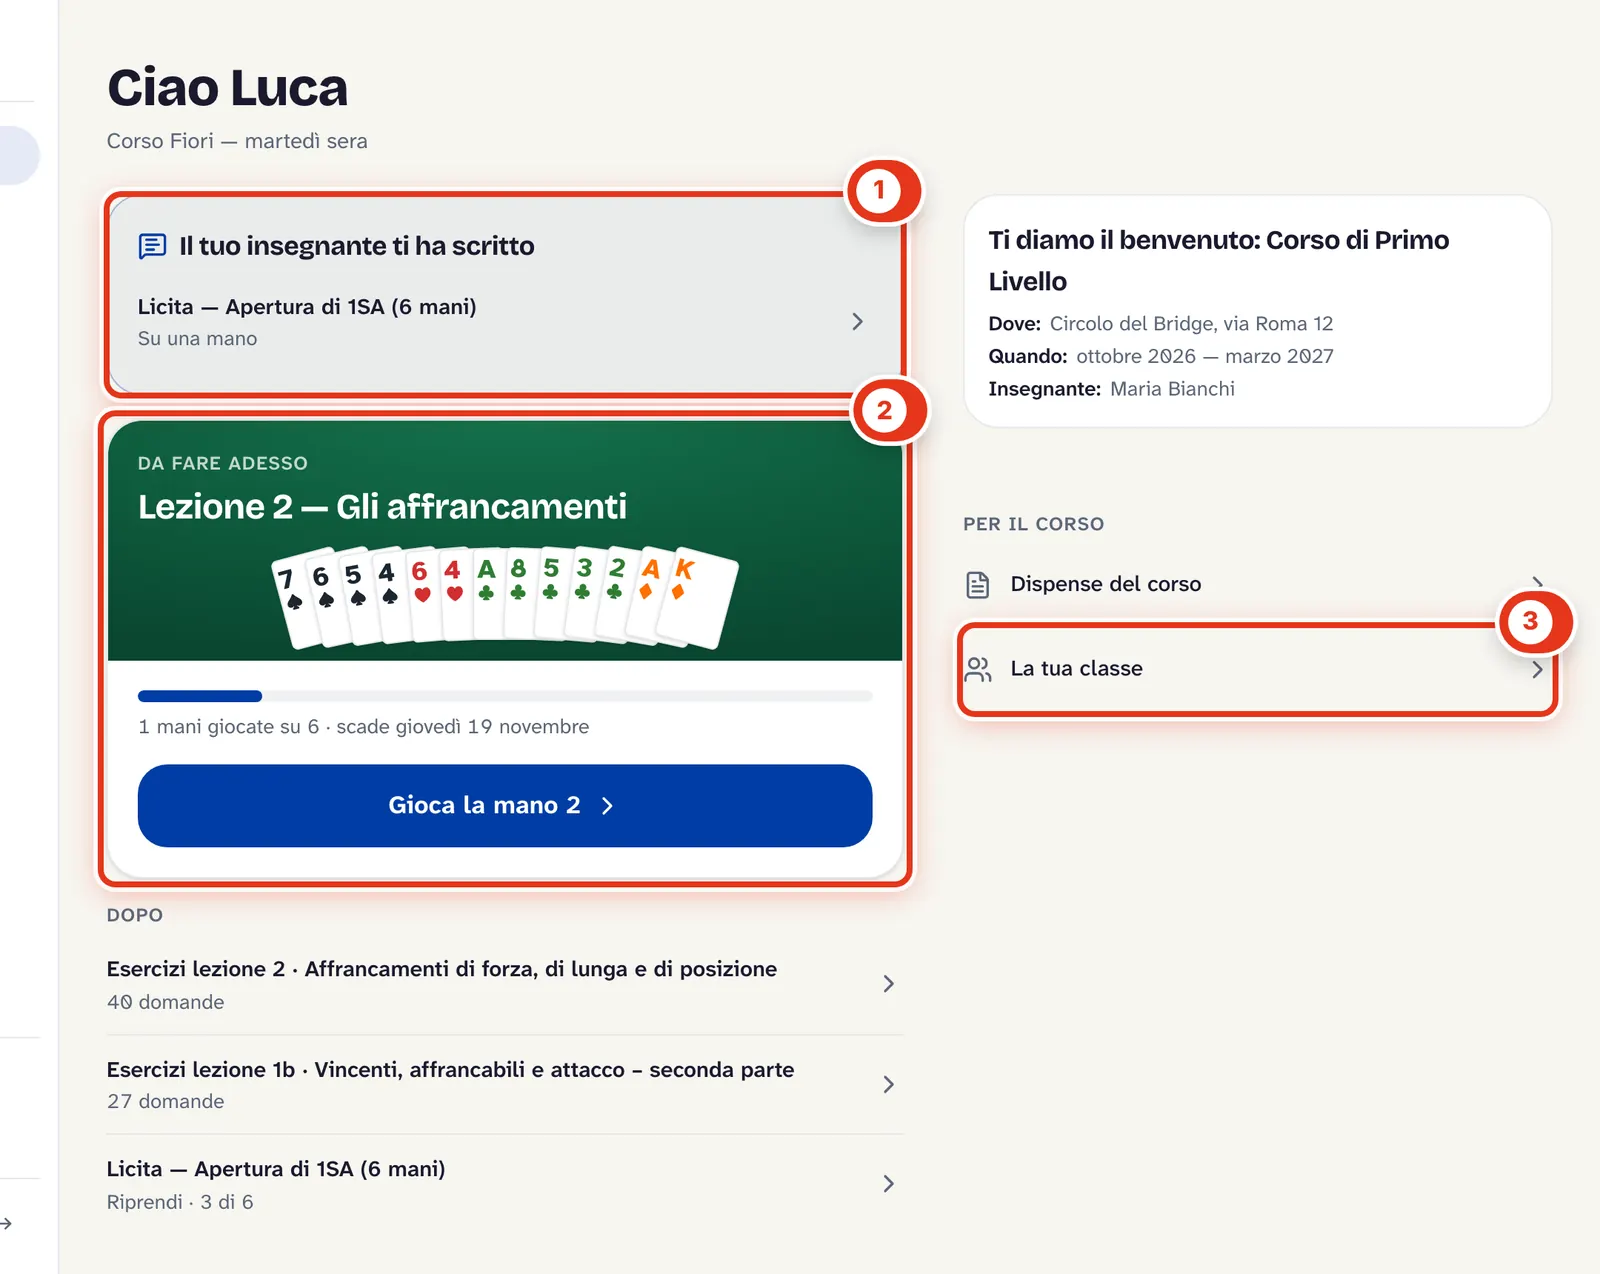 Ciao Luca
Corso Fiori — martedì sera
1
Il tuo insegnante ti ha scritto
Licita — Apertura di 1SA (6 mani)
Su una mano
2
DA FARE ADESSO
Lezione 2 — Gli affrancamenti
7 6 5 4 6 4 A 8 5 3 2 A K
♠ ♠ ♠ ♠ ♥ ♥ ♣ ♣ ♣ ♣ ♣ ♦ ♦
1 mani giocate su 6 · scade giovedì 19 novembre
Gioca la mano 2
DOPO
Esercizi lezione 2 · Affrancamenti di forza, di lunga e di posizione
40 domande
Esercizi lezione 1b · Vincenti, affrancabili e attacco – seconda parte
27 domande
Licita — Apertura di 1SA (6 mani)
Riprendi · 3 di 6
Ti diamo il benvenuto: Corso di Primo
Livello
Dove: Circolo del Bridge, via Roma 12
Quando: ottobre 2026 — marzo 2027
Insegnante: Maria Bianchi
PER IL CORSO
Dispense del corso
3
La tua classe